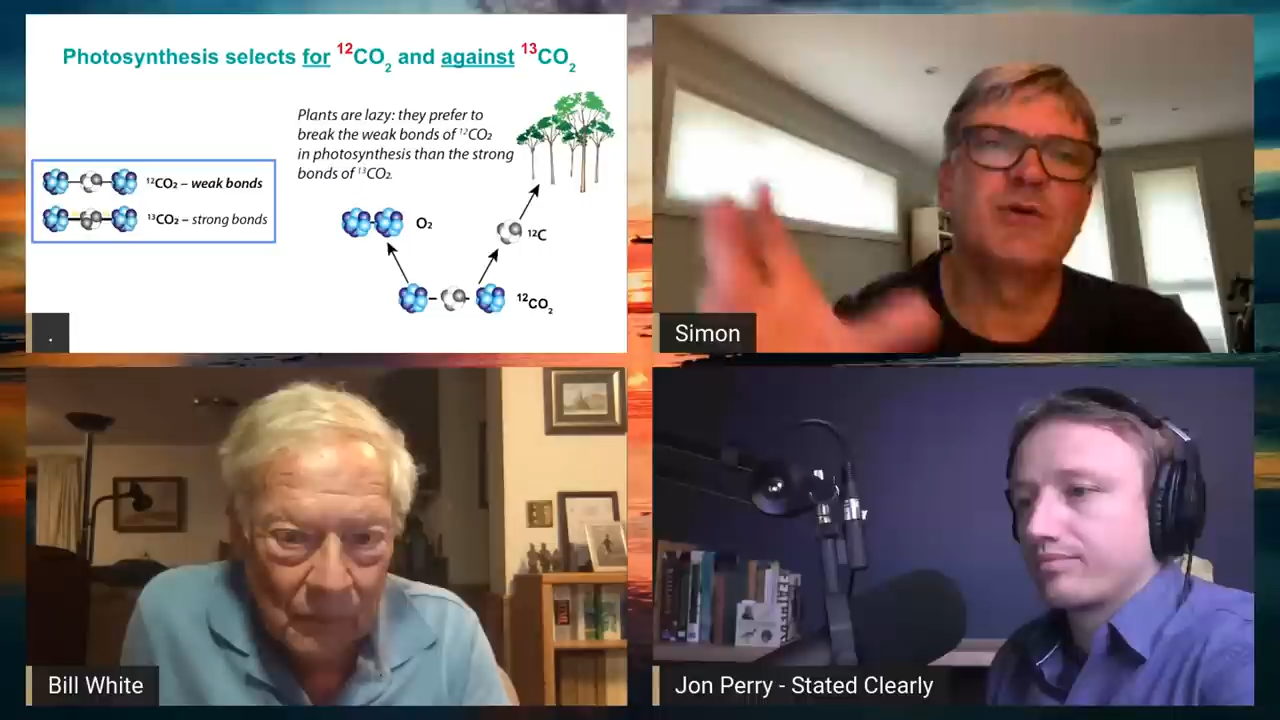 Photosynthesis selects for ¹²CO₂ and against ¹³CO₂
Plants are lazy: they prefer to
break the weak bonds of ¹²CO₂
in photosynthesis than the strong
bonds of ¹³CO₂.
¹²CO₂ – weak bonds
¹³CO₂ – strong bonds
O₂
¹²C
¹²CO₂
.
Simon
Bill White
Jon Perry - Stated Clearly